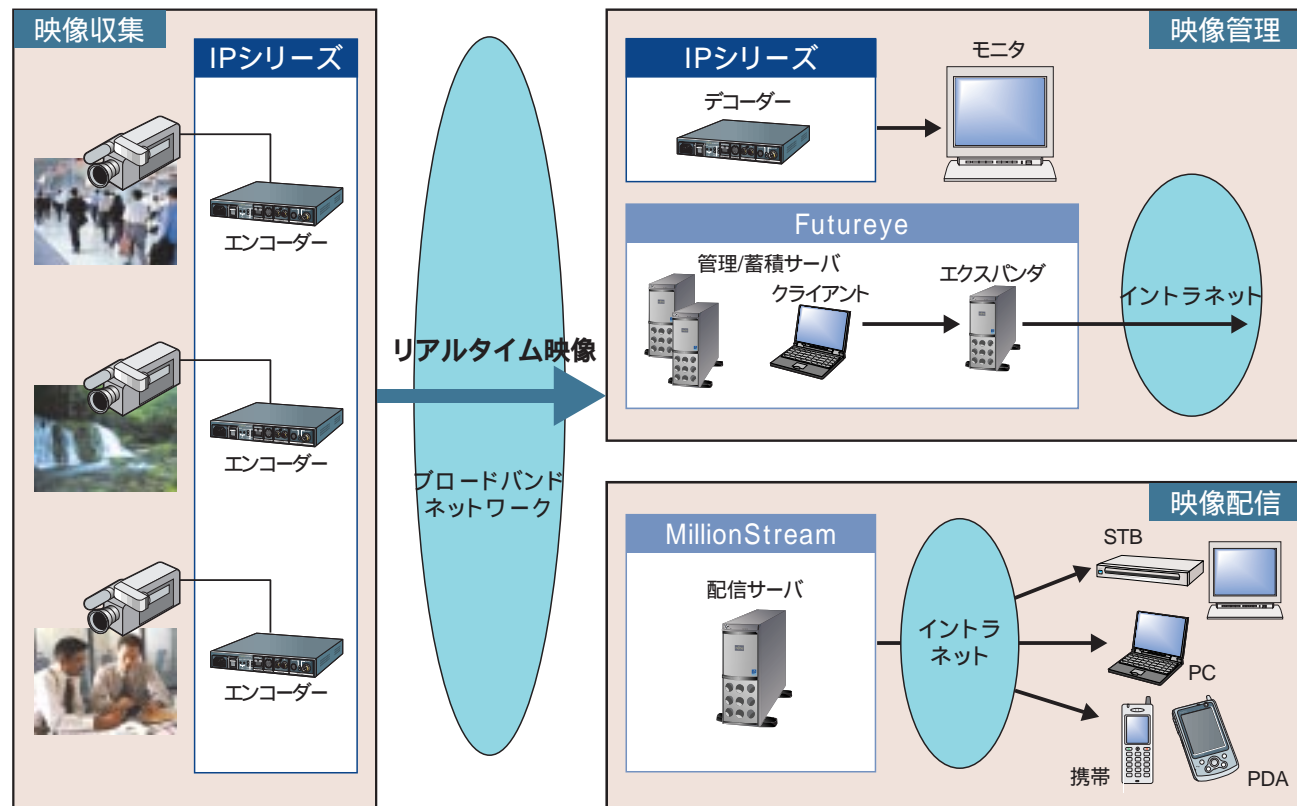 映像収集
IPシリーズ
エンコーダー
エンコーダー
エンコーダー
リアルタイム映像
ブロードバンド
ネットワーク
映像管理
IPシリーズ
デコーダー
モニタ
Futureye
管理/蓄積サーバ
クライアント
エクスパンダ
イントラネット
映像配信
MillionStream
配信サーバ
イントラ
ネット
STB
PC
携帯
PDA